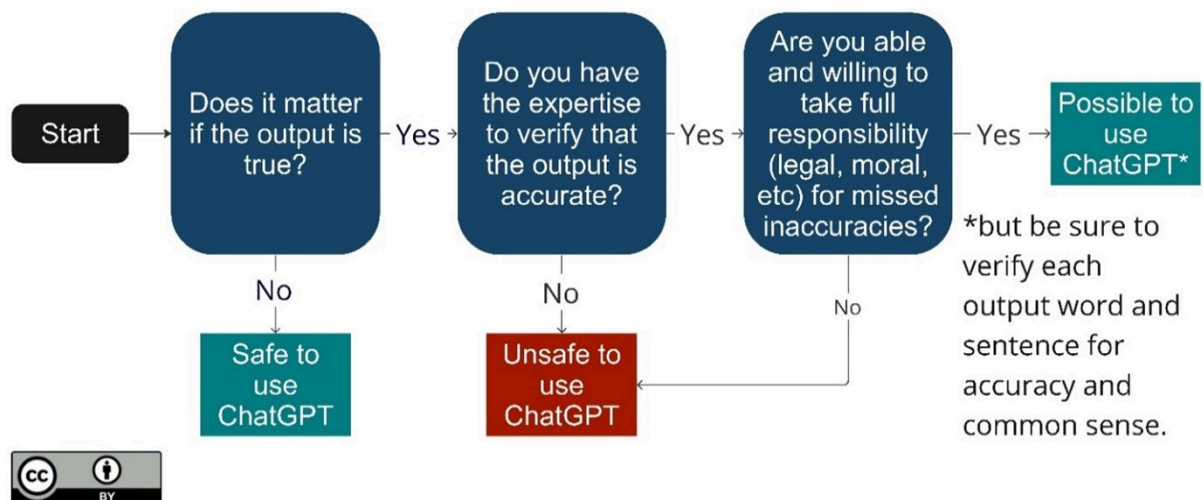 Start
Does it matter
if the output is
true?
Yes
Do you have
the expertise
to verify that
the output is
accurate?
Yes
Are you able
and willing to
take full
responsibility
(legal, moral,
etc) for missed
inaccuracies?
Yes
Possible to
use
ChatGPT*
*but be sure to
verify each
output word and
sentence for
accuracy and
common sense.
No
Safe to
use
ChatGPT
No
Unsafe to
use
ChatGPT
No
cc
BY